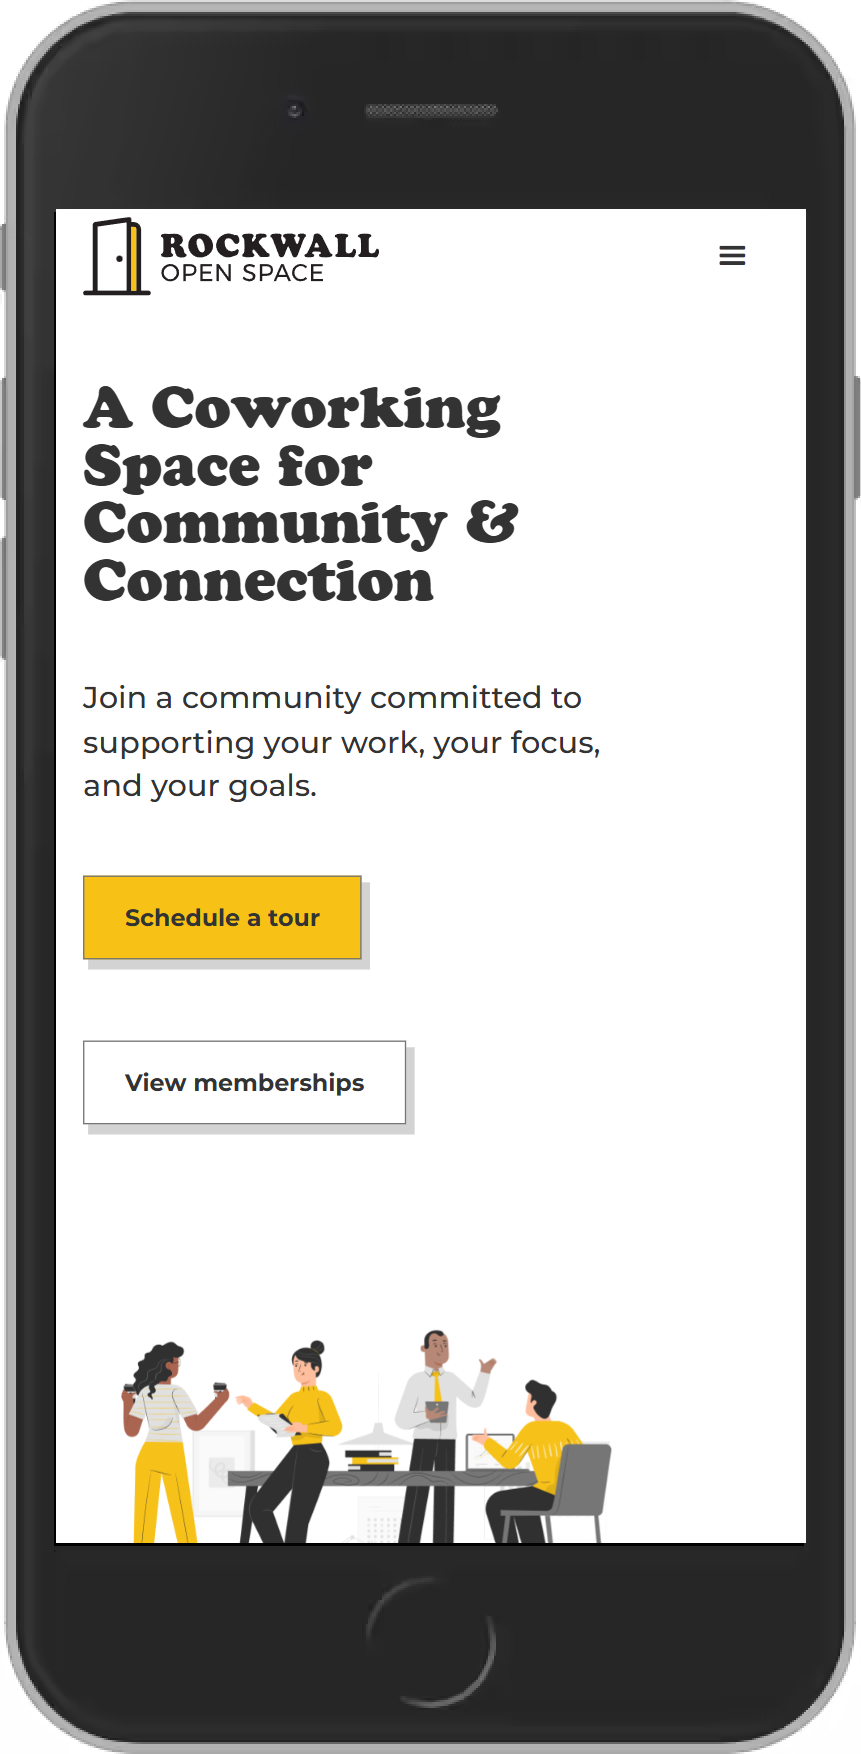 ROCKWALL
OPEN SPACE
A Coworking
Space for
Community &
Connection
Join a community committed to
supporting your work, your focus,
and your goals.
Schedule a tour
View memberships